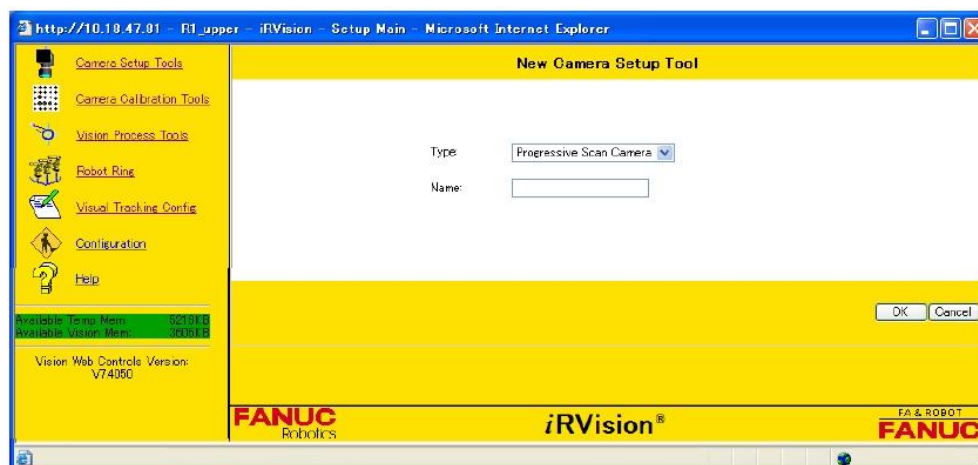 http://10.18.47.81 - R1_upper - iRVision - Setup Main - Microsoft Internet Explorer
Camera Setup Tools
Camera Calibration Tools
Vision Process Tools
Robot Ring
Visual Tracking Config
Configuration
Help
Available Temp Mem: 5216KB
Available Vision Mem: 3606KB
Vision Web Controls Version:
V74050
New Camera Setup Tool
Type:
Progressive Scan Camera
Name:
OK
Cancel
FANUC
Robotics
iRVision®
FA & ROBOT
FANUC